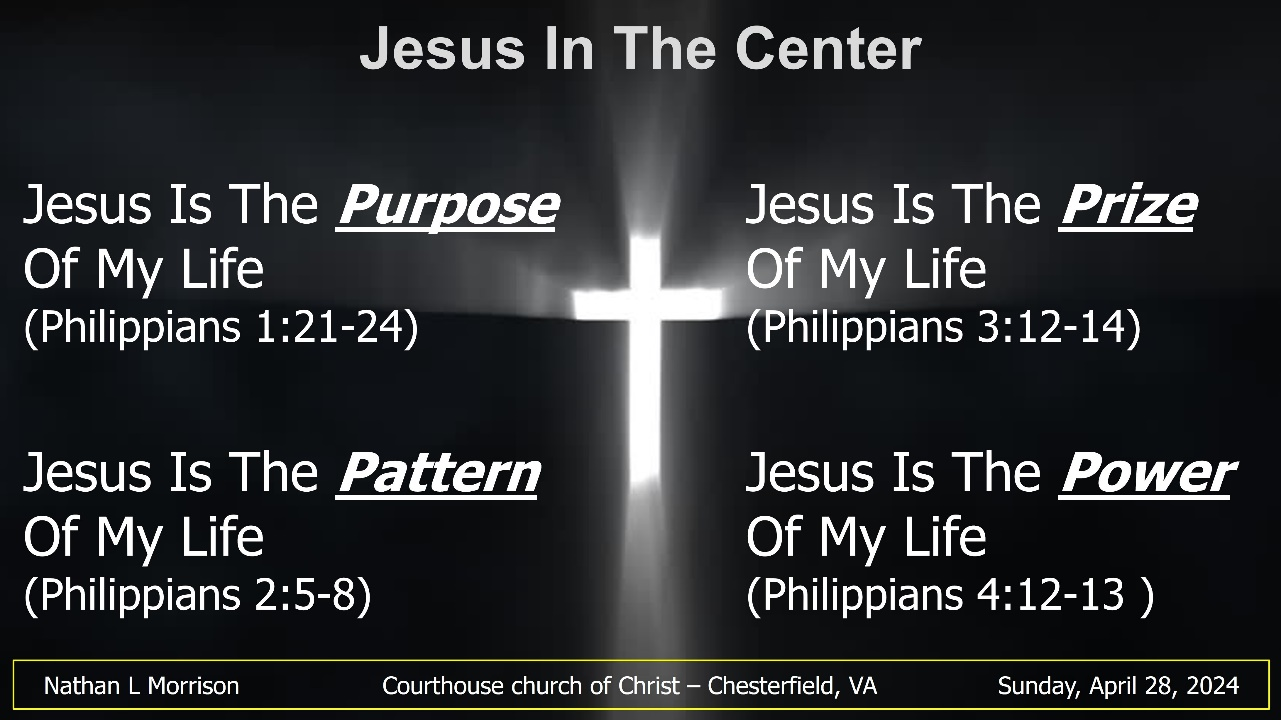 Jesus In The Center
Jesus Is The Purpose
Of My Life
(Philippians 1:21-24)
Jesus Is The Pattern
Of My Life
(Philippians 2:5-8)
Jesus Is The Prize
Of My Life
(Philippians 3:12-14)
Jesus Is The Power
Of My Life
(Philippians 4:12-13 )
Nathan L Morrison
Courthouse church of Christ – Chesterfield, VA
Sunday, April 28, 2024